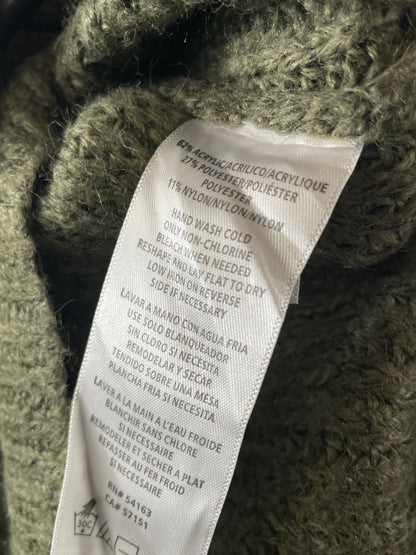 62% ACRYLIC/ACRILICO/ACRYLIQUE
27% POLYESTER/POLIÉSTER
POLYESTER
11% NYLON/NYLON/NYLON
HAND WASH COLD
ONLY NON-CHLORINE
BLEACH WHEN NEEDED
RESHAPE AND LAY FLAT TO DRY
LOW IRON ON REVERSE
SIDE IF NECESSARY
LAVAR A MANO CON AGUA FRIA
USE SOLO BLANQUEADOR
SIN CLORO SI NECESITA
REMODELAR Y SECAR
TENDIDO SOBRE UNA MESA
PLANCHA FRIA SI NECESITA
LAVER A LA MAIN A L'EAU FROIDE
BLANCHIR SANS CHLORE
SI NECESSAIRE
REMODELER ET SECHER A PLAT
REPASSER AU FER FROID
SI NECESSAIRE
RN# 54163
CA# 57151
30C